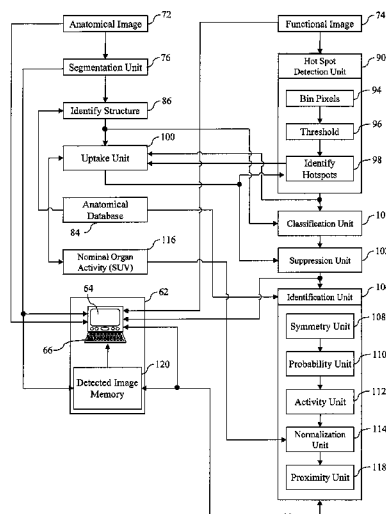 Anatomical Image
72
Functional Image
74
Segmentation Unit
76
Hot Spot
Detection Unit
90
Bin Pixels
94
Identify Structure
86
Threshold
96
100
Uptake Unit
Identify
Hotspots
98
Anatomical
Database
84
Classification Unit
116
Nominal Organ
Activity (SUV)
Suppression Unit
62
64
66
Identification Unit
Symmetry Unit
108
Probability Unit
110
120
Detected Image
Memory
Activity Unit
112
Normalization
Unit
114
Proximity Unit
118